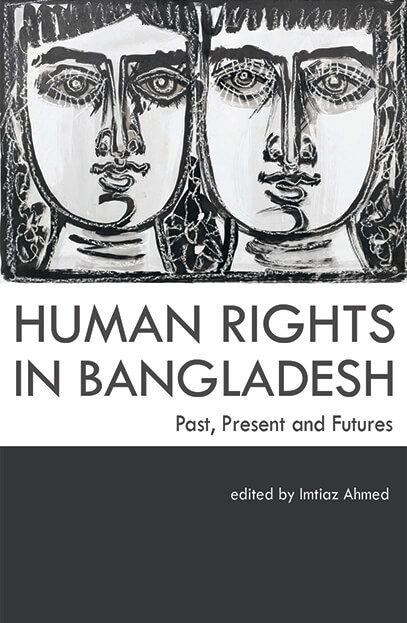 HUMAN RIGHTS
IN BANGLADESH
Past, Present and Futures
edited by Imtiaz Ahmed